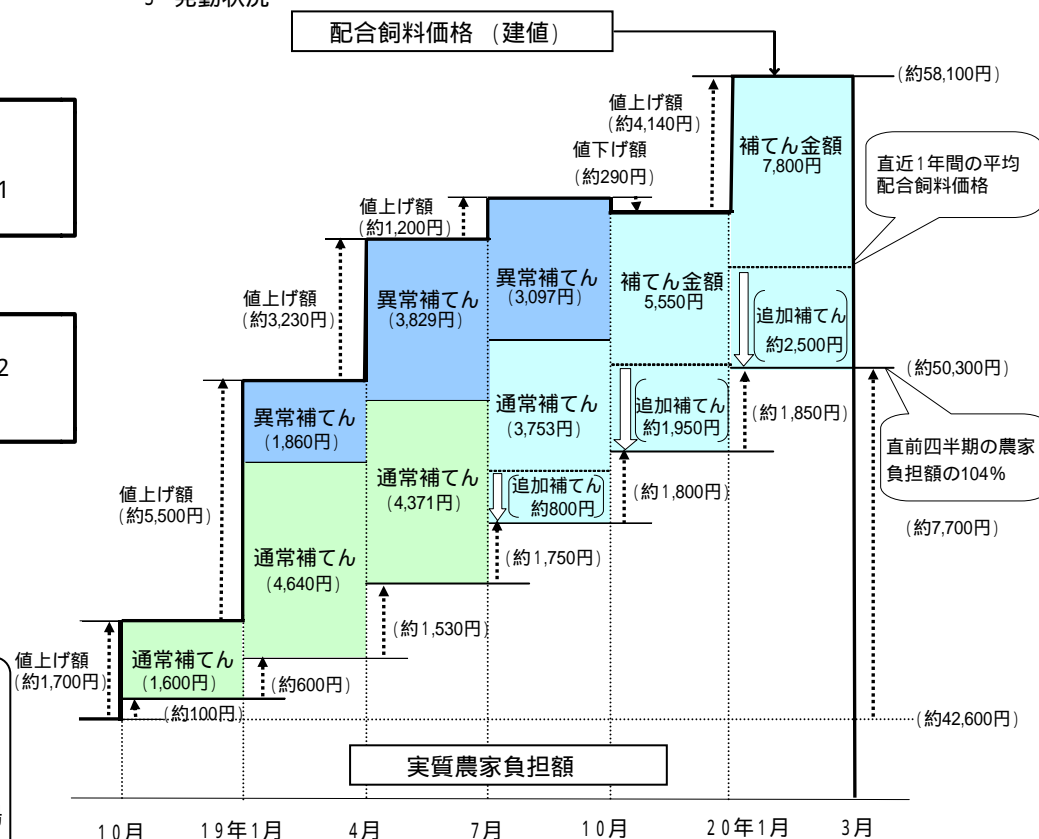 発動状況
配合飼料価格 (建値)
(約58,100円)
値上げ額
(約4,140円)
補てん金額
7,800円
値下げ額
(約290円)
直近1年間の平均
配合飼料価格
1
値上げ額
(約1,200円)
異常補てん
(3,097円)
補てん金額
5,550円
異常補てん
(3,829円)
値上げ額
(約3,230円)
追加補てん
約2,500円
2
(約50,300円)
異常補てん
(1,860円)
通常補てん
(3,753円)
追加補てん
約1,950円
(約1,850円)
直前四半期の農家
負担額の104%
通常補てん
(4,371円)
値上げ額
(約5,500円)
追加補てん
約800円
(約1,800円)
(約7,700円)
通常補てん
(4,640円)
(約1,750円)
(約1,530円)
値上げ額
(約1,700円)
通常補てん
(1,600円)
(約600円)
(約100円)
(約42,600円)
実質農家負担額
10月
19年1月
4月
7月
10月
20年1月
3月